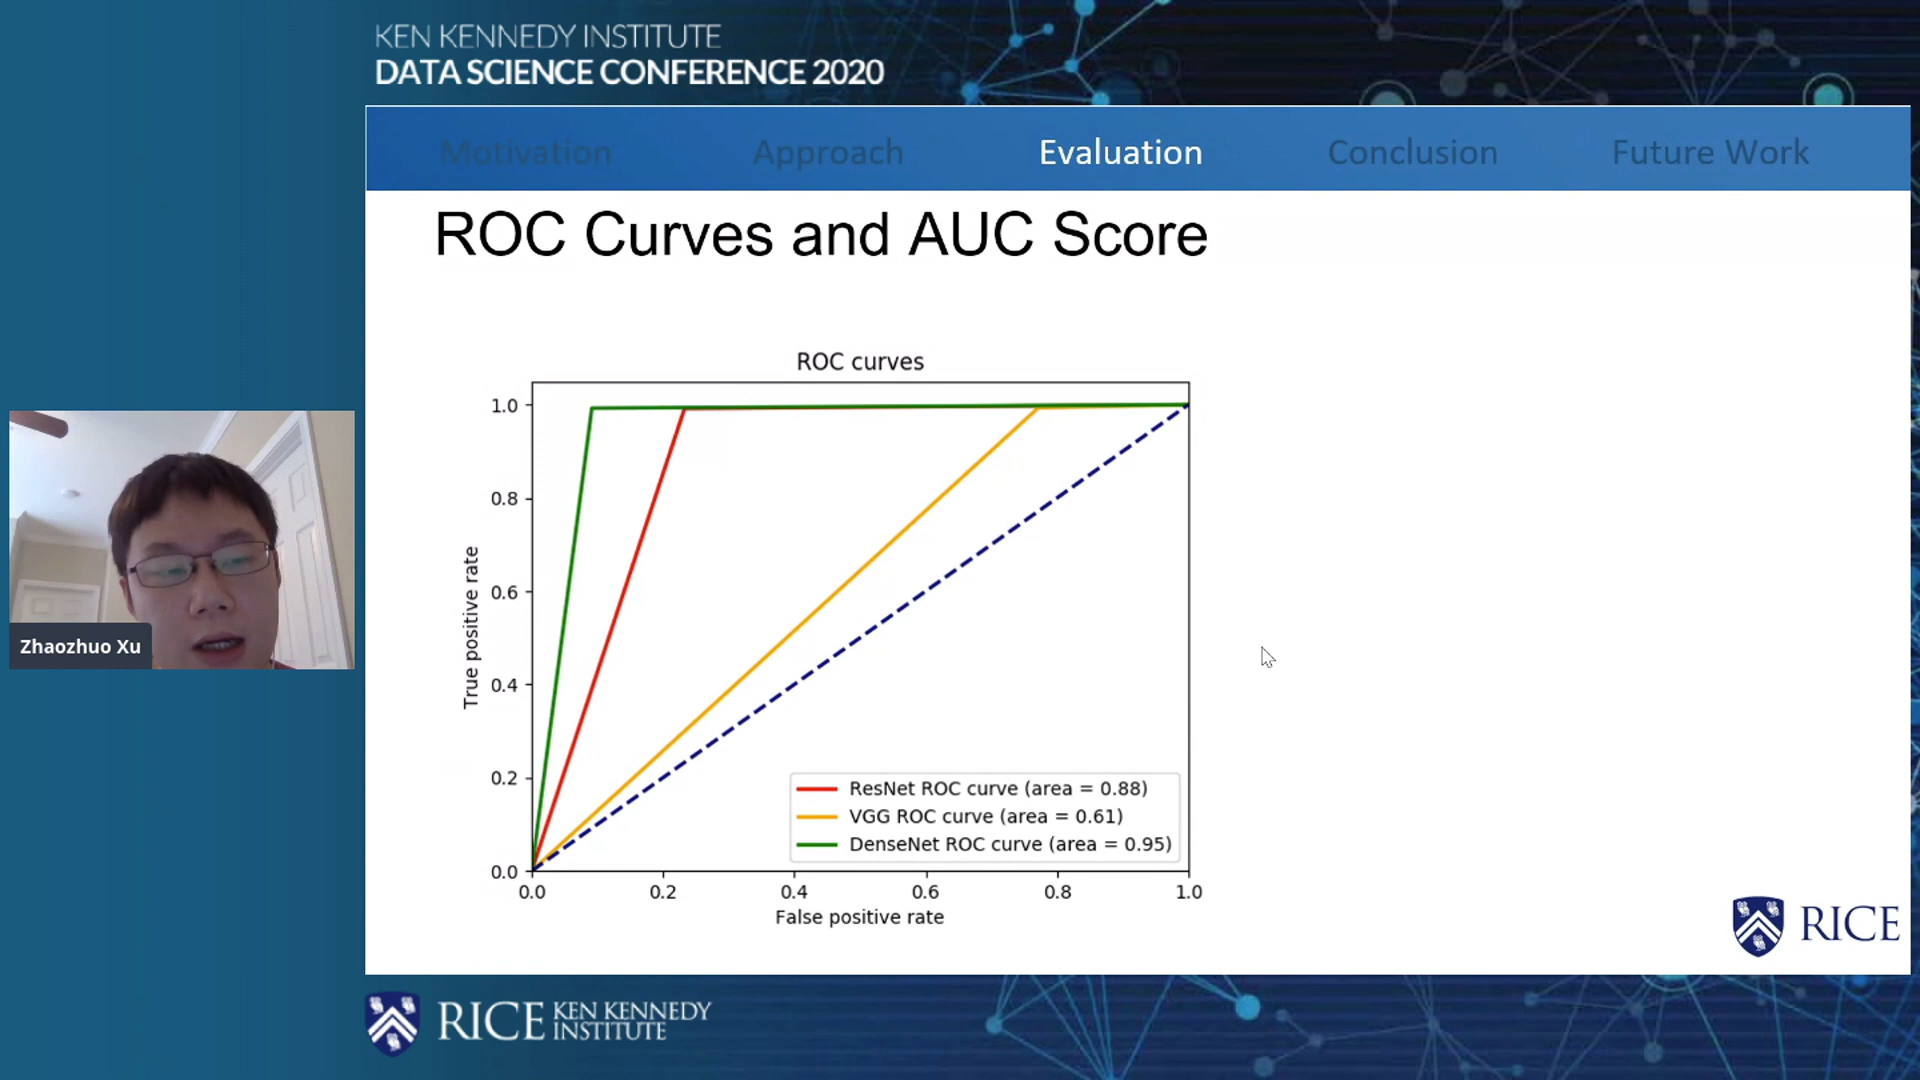 KEN KENNEDY INSTITUTE
DATA SCIENCE CONFERENCE 2020
Motivation Approach Evaluation Conclusion Future Work
ROC Curves and AUC Score
ROC curves
1.0
0.8
0.6
0.4
0.2
0.0
True positive rate
ResNet ROC curve (area = 0.88)
VGG ROC curve (area = 0.61)
DenseNet ROC curve (area = 0.95)
0.0 0.2 0.4 0.6 0.8 1.0
False positive rate
Zhaozhuo Xu
RICE
RICE KEN KENNEDY
INSTITUTE